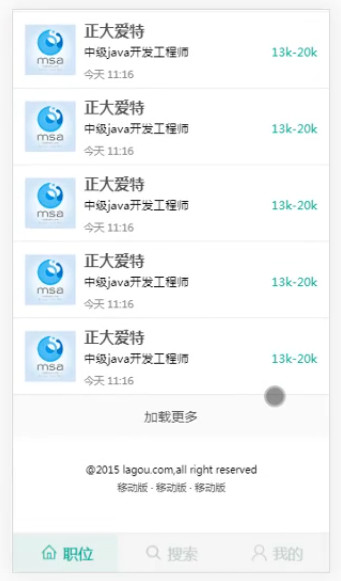 msa
正大爱特
中级java开发工程师
13k-20k
今天 11:16
msa
正大爱特
中级java开发工程师
13k-20k
今天 11:16
msa
正大爱特
中级java开发工程师
13k-20k
今天 11:16
msa
正大爱特
中级java开发工程师
13k-20k
今天 11:16
msa
正大爱特
中级java开发工程师
13k-20k
今天 11:16
加载更多
@2015 lagou.com,all right reserved
移动版 · 移动版 · 移动版
职位 搜索 我的